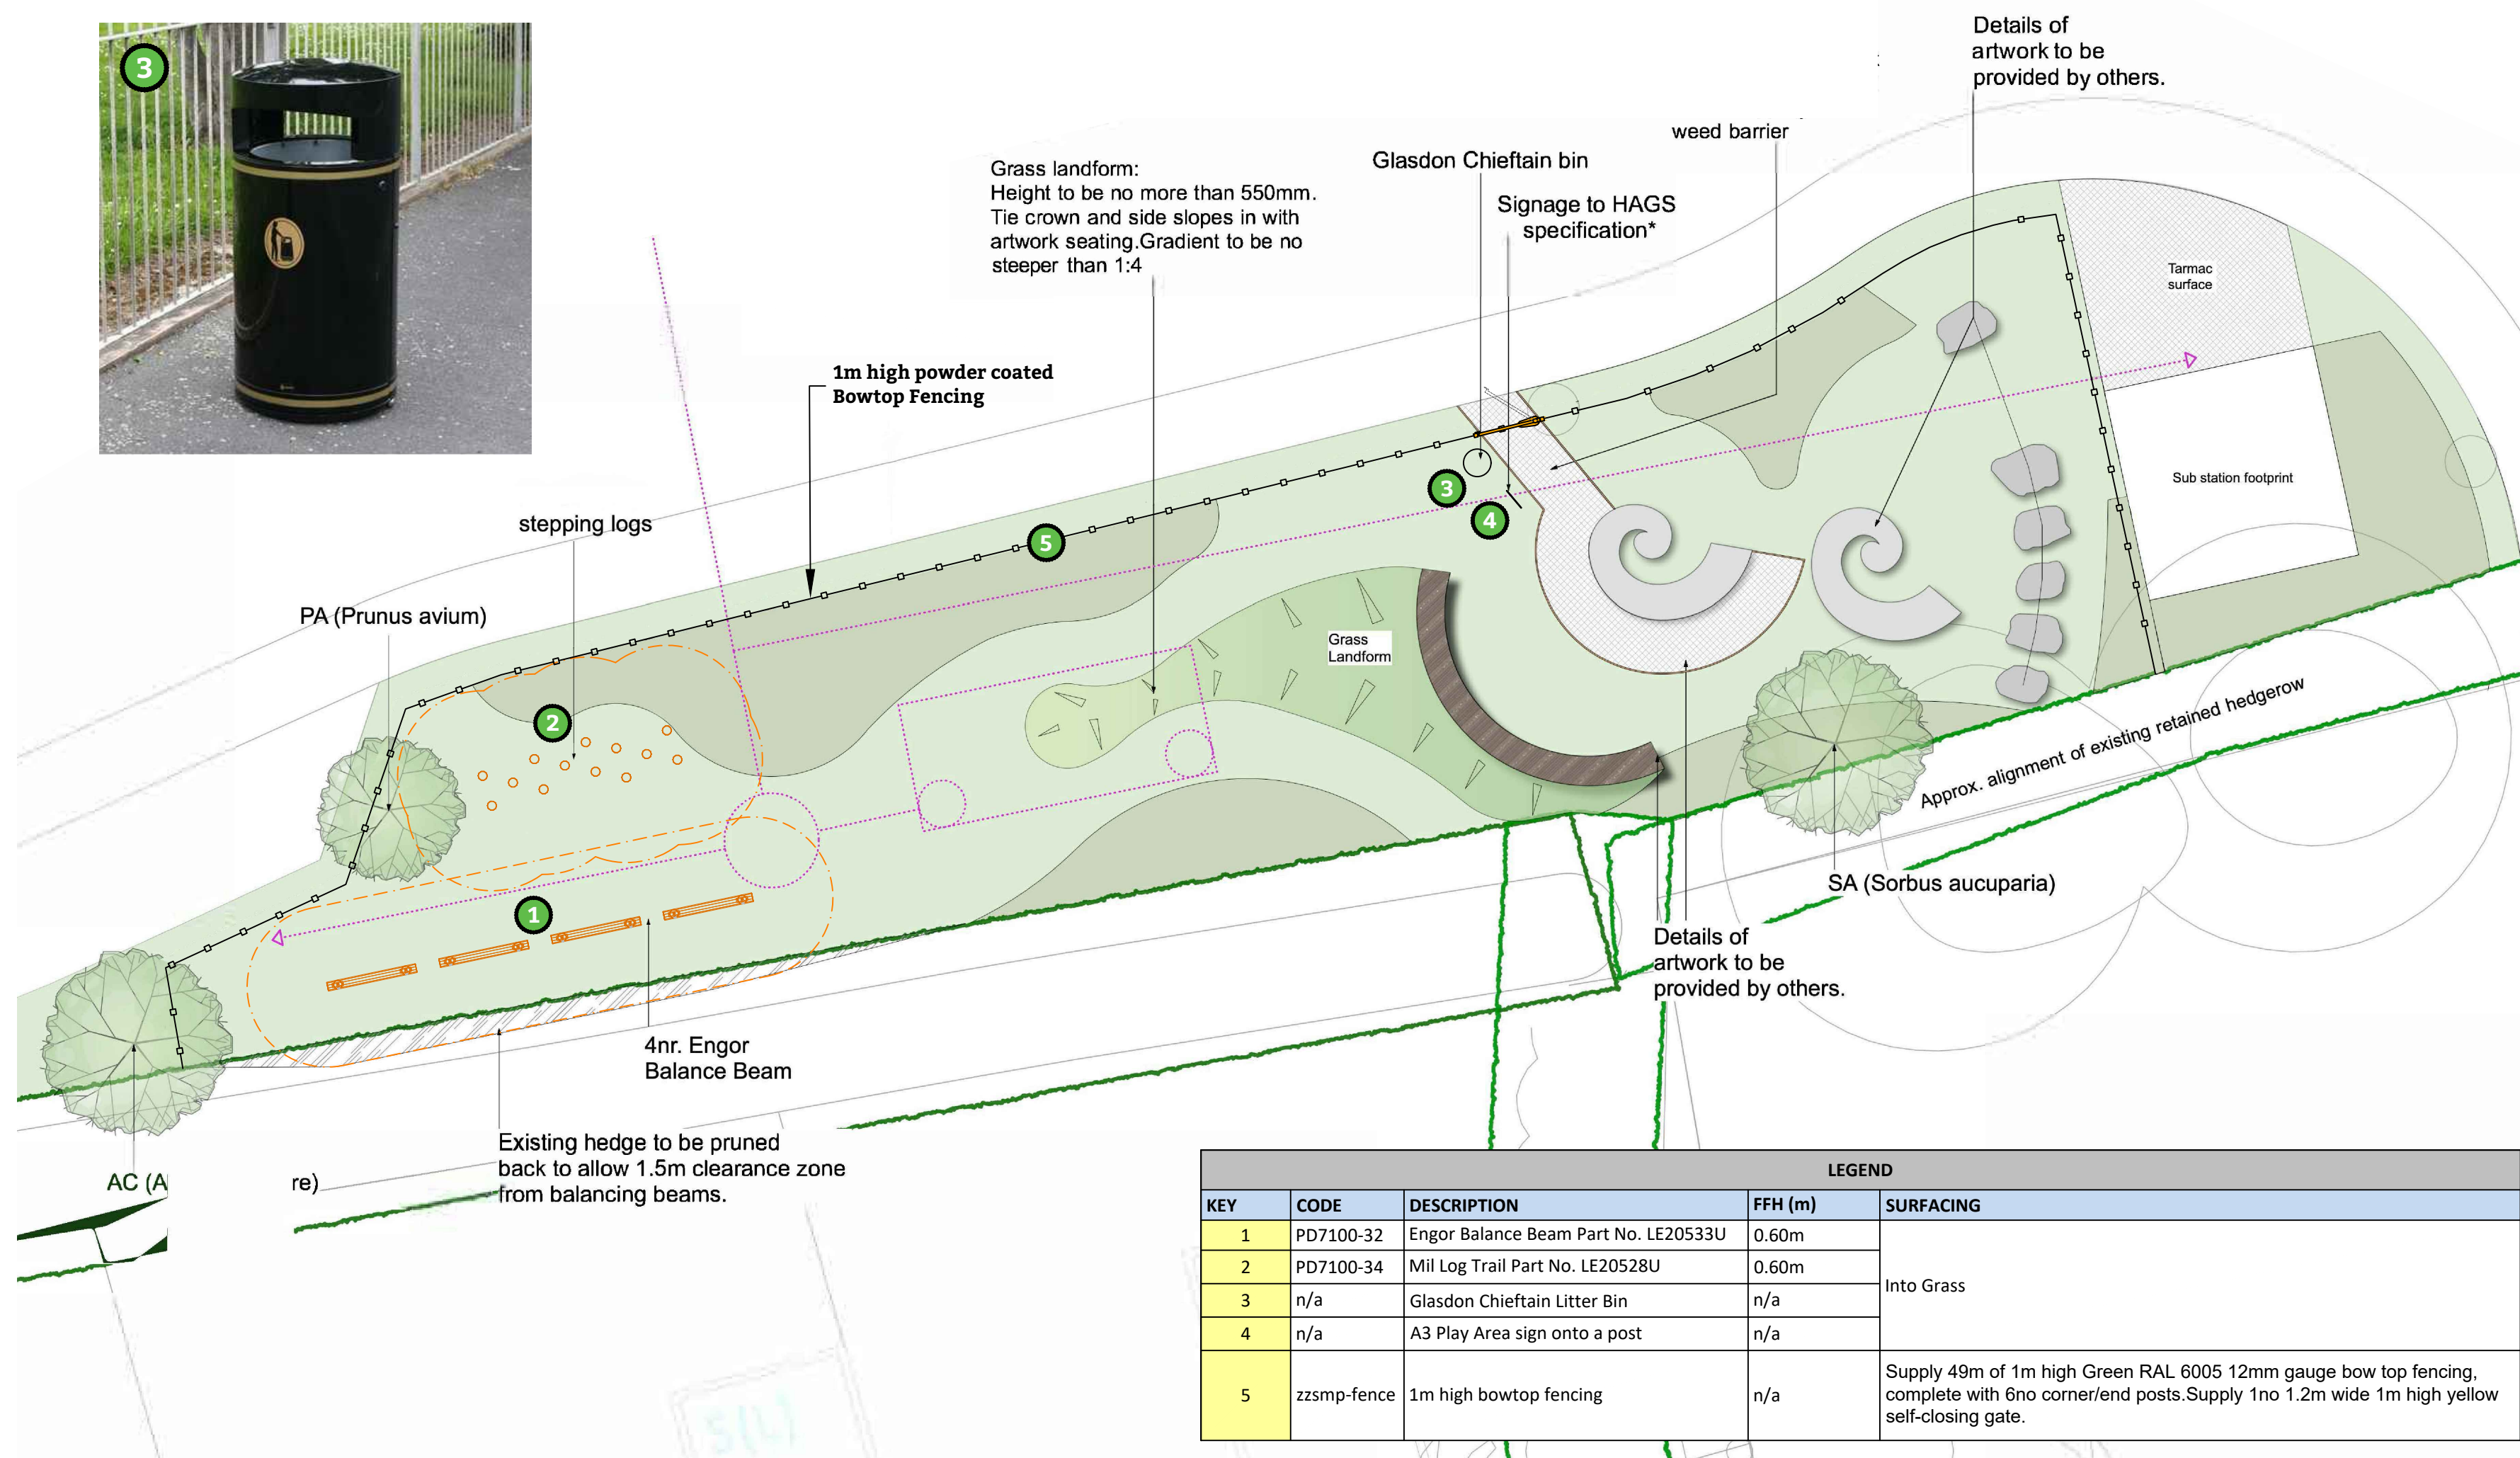 3
Details of
artwork to be
provided by others.
weed barrier
Glasdon Chieftain bin
Grass landform:
Height to be no more than 550mm.
Tie crown and side slopes in with
artwork seating.Gradient to be no
steeper than 1:4
Signage to HAGS
specification*
Tarmac
surface
1m high powder coated
Bowtop Fencing
Sub station footprint
3
4
5
stepping logs
PA (Prunus avium)
Grass
Landform
2
Approx. alignment of existing retained hedgerow
1
SA (Sorbus aucuparia)
Details of
artwork to be
provided by others.
4nr. Engor
Balance Beam
Existing hedge to be pruned
back to allow 1.5m clearance zone
from balancing beams.
AC (A re)
LEGEND
KEY CODE DESCRIPTION FFH (m) SURFACING
1 PD7100-32 Engor Balance Beam Part No. LE20533U 0.60m
2 PD7100-34 Mil Log Trail Part No. LE20528U 0.60m
Into Grass
3 n/a Glasdon Chieftain Litter Bin n/a
4 n/a A3 Play Area sign onto a post n/a
5 zzsmp-fence 1m high bowtop fencing n/a
Supply 49m of 1m high Green RAL 6005 12mm gauge bow top fencing,
complete with 6no corner/end posts.Supply 1no 1.2m wide 1m high yellow
self-closing gate.